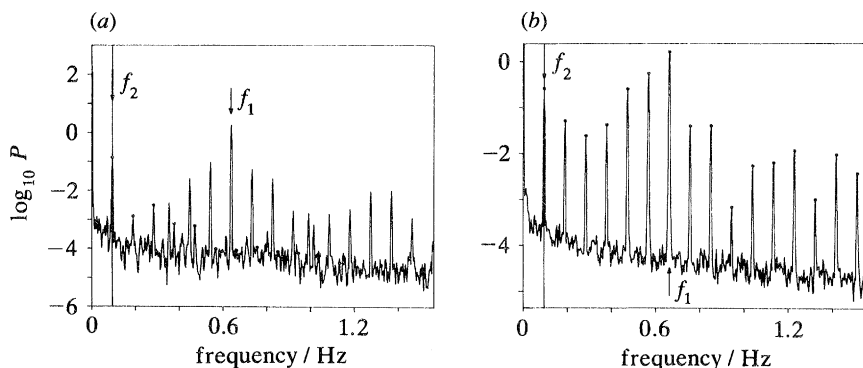 (a)
(b)
2
0
−2
−4
−6
log₁₀ P
f₂
f₁
0
0.6
1.2
frequency / Hz
0
−2
−4
f₂
f₁
0
0.6
1.2
frequency / Hz